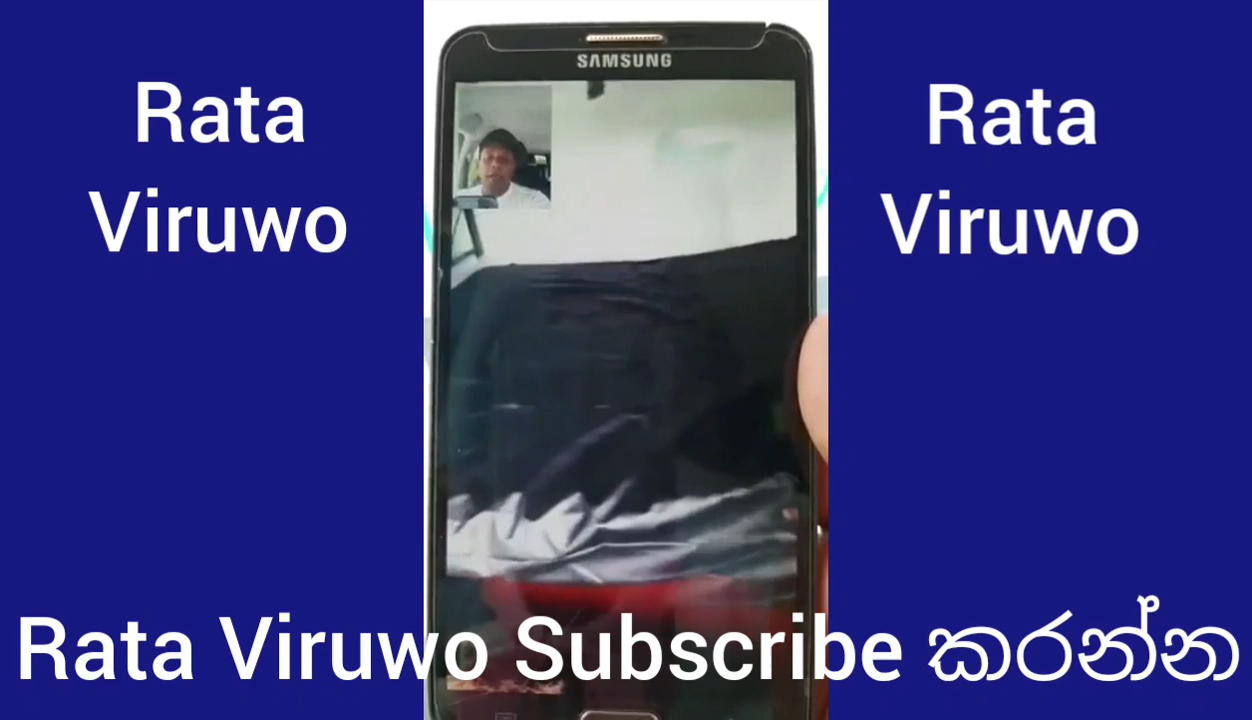 SAMSUNG
Rata
Viruwo
Rata
Viruwo
Rata Viruwo Subscribe කරන්න